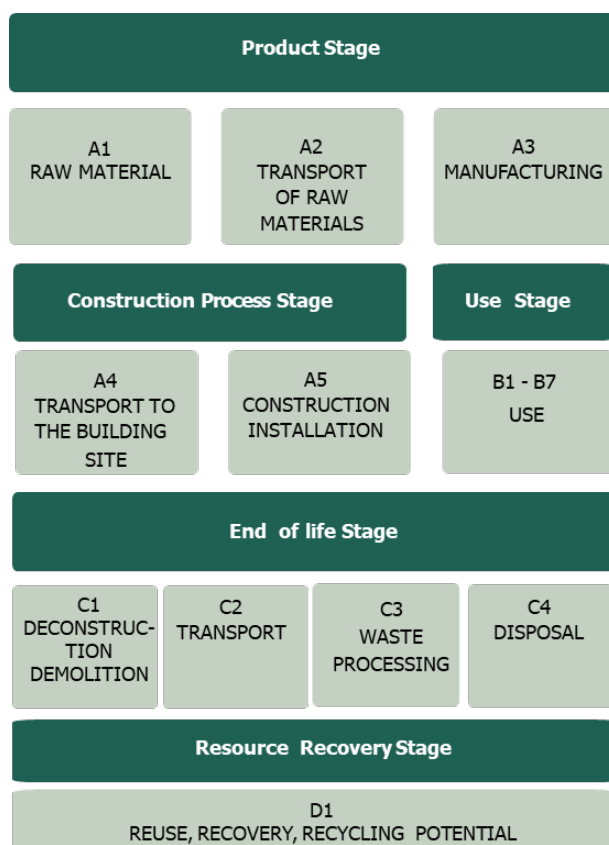 Product Stage
A1
RAW MATERIAL
A2
TRANSPORT
OF RAW
MATERIALS
A3
MANUFACTURING
Construction Process Stage
Use Stage
A4
TRANSPORT TO
THE BUILDING
SITE
A5
CONSTRUCTION
INSTALLATION
B1 - B7
USE
End of life Stage
C1
DECONSTRUC-
TION
DEMOLITION
C2
TRANSPORT
C3
WASTE
PROCESSING
C4
DISPOSAL
Resource Recovery Stage
D1
REUSE, RECOVERY, RECYCLING POTENTIAL